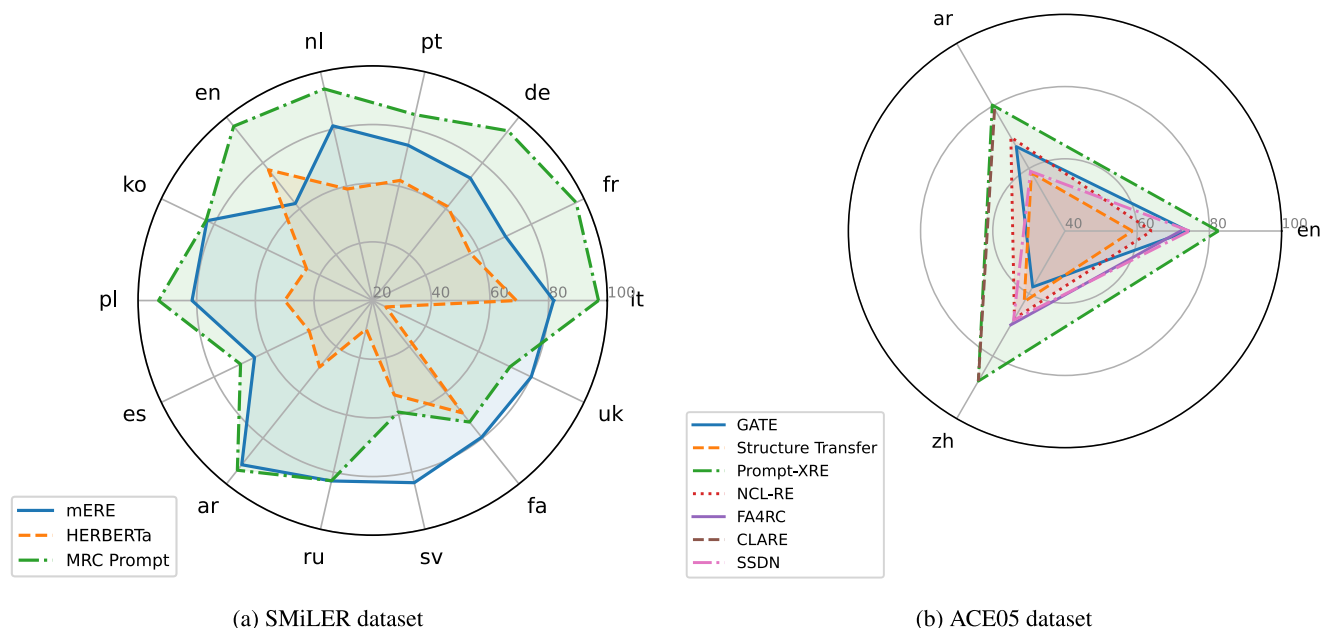 nl
pt
en
de
ko
fr
pl
20
40
60
80
100
it
es
uk
ar
fa
ru
sv
mERE
HERBERTa
MRC Prompt
(a) SMiLER dataset
ar
40
60
80
100
en
zh
GATE
Structure Transfer
Prompt-XRE
NCL-RE
FA4RC
CLARE
SSDN
(b) ACE05 dataset